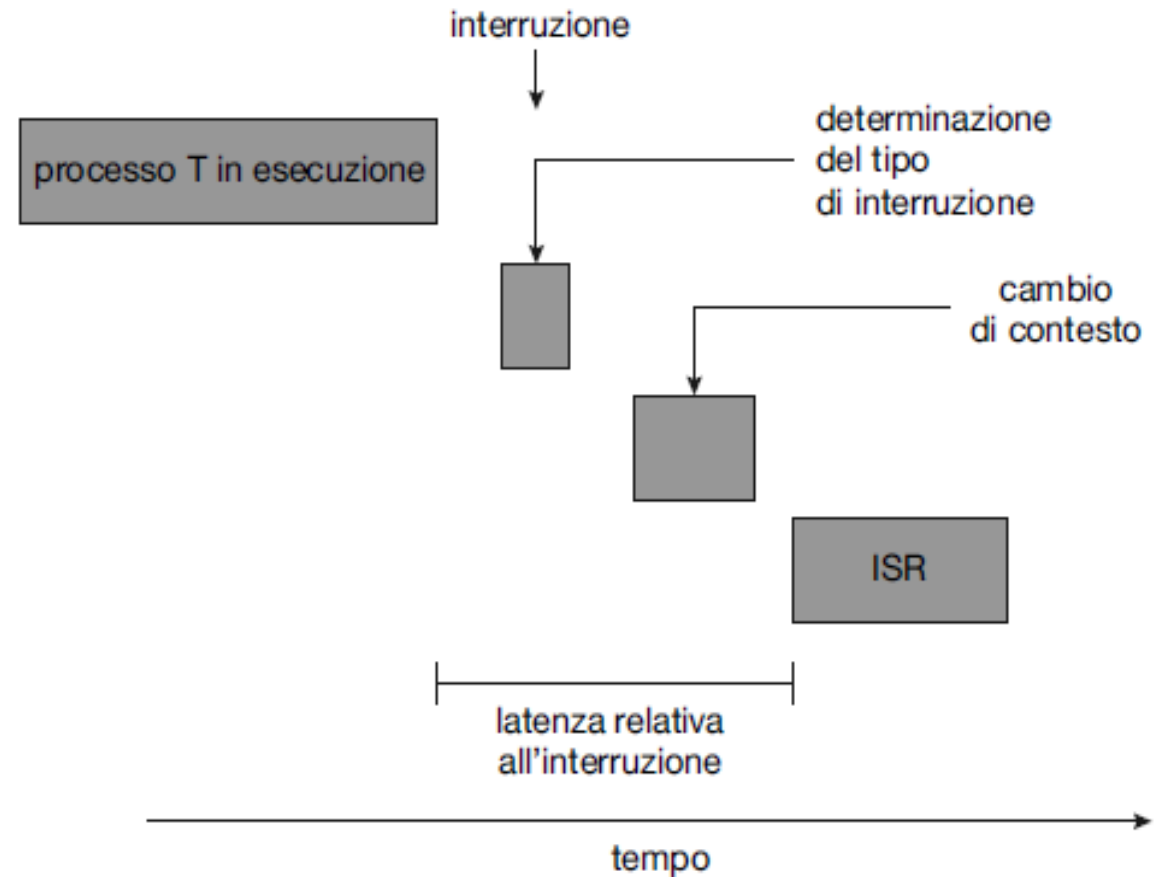 interruzione
processo T in esecuzione
determinazione
del tipo
di interruzione
cambio
di contesto
ISR
latenza relativa
all'interruzione
tempo